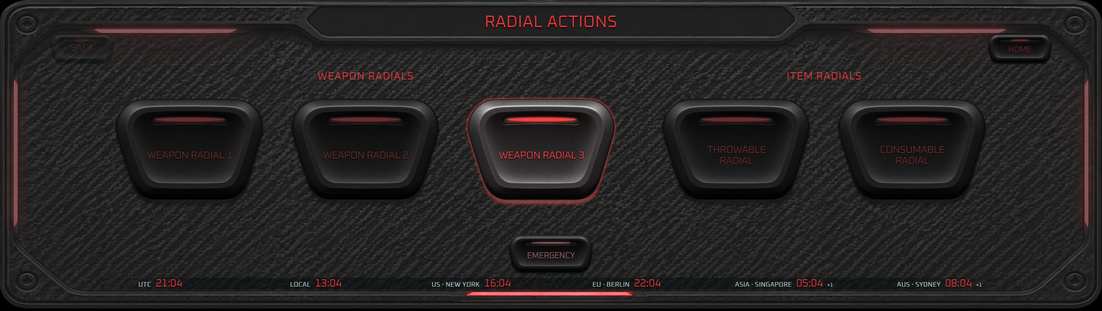 RADIAL ACTIONS
BACK
HOME
WEAPON RADIALS
ITEM RADIALS
WEAPON RADIAL 1
WEAPON RADIAL 2
WEAPON RADIAL 3
THROWABLE
RADIAL
CONSUMABLE
RADIAL
EMERGENCY
UTC 21:04
LOCAL 13:04
US · NEW YORK 16:04
EU · BERLIN 22:04
ASIA · SINGAPORE 05:04 +1
AUS · SYDNEY 08:04 +1